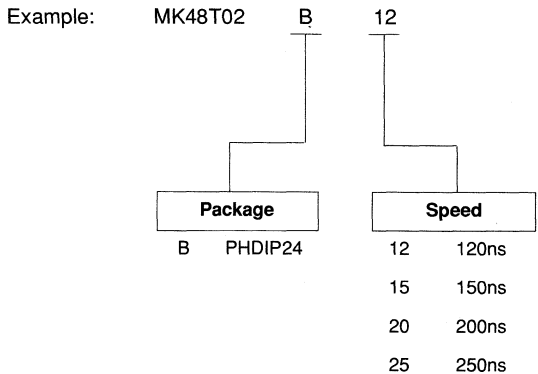 Example: MK48T02 B 12
Package Speed
B PHDIP24 12 120ns
15 150ns
20 200ns
25 250ns